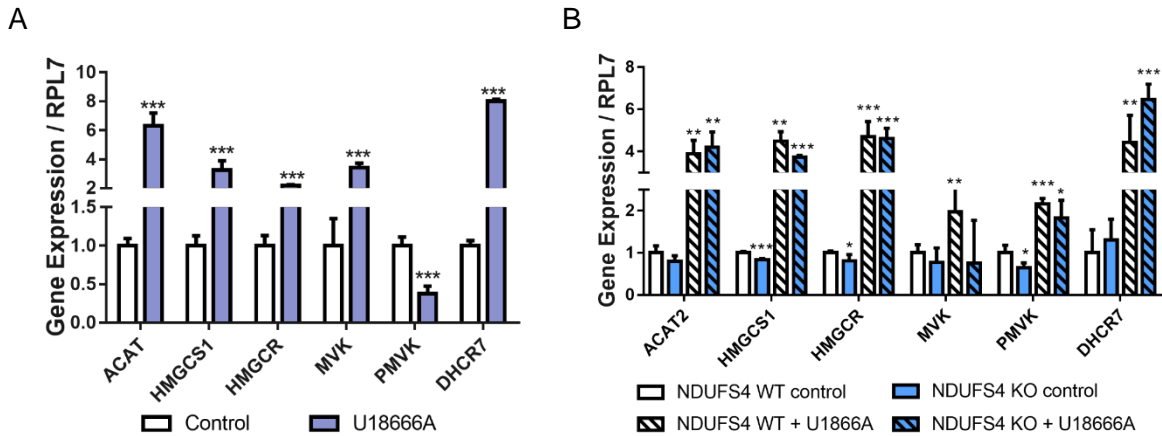 A
Gene Expression / RPL7
10
8
6
4
2
1.5
1.0
0.5
0.0
***
***
***
***
***
***
ACAT
HMGCS1
HMGCR
MVK
PMVK
DHCR7
Control
U18666A
B
Gene Expression / RPL7
8
6
4
2
1
0
**
**
***
**
***
*
***
***
**
*
***
*
**
***
ACAT2
HMGCS1
HMGCR
MVK
PMVK
DHCR7
NDUFS4 WT control
NDUFS4 KO control
NDUFS4 WT + U1866A
NDUFS4 KO + U18666A